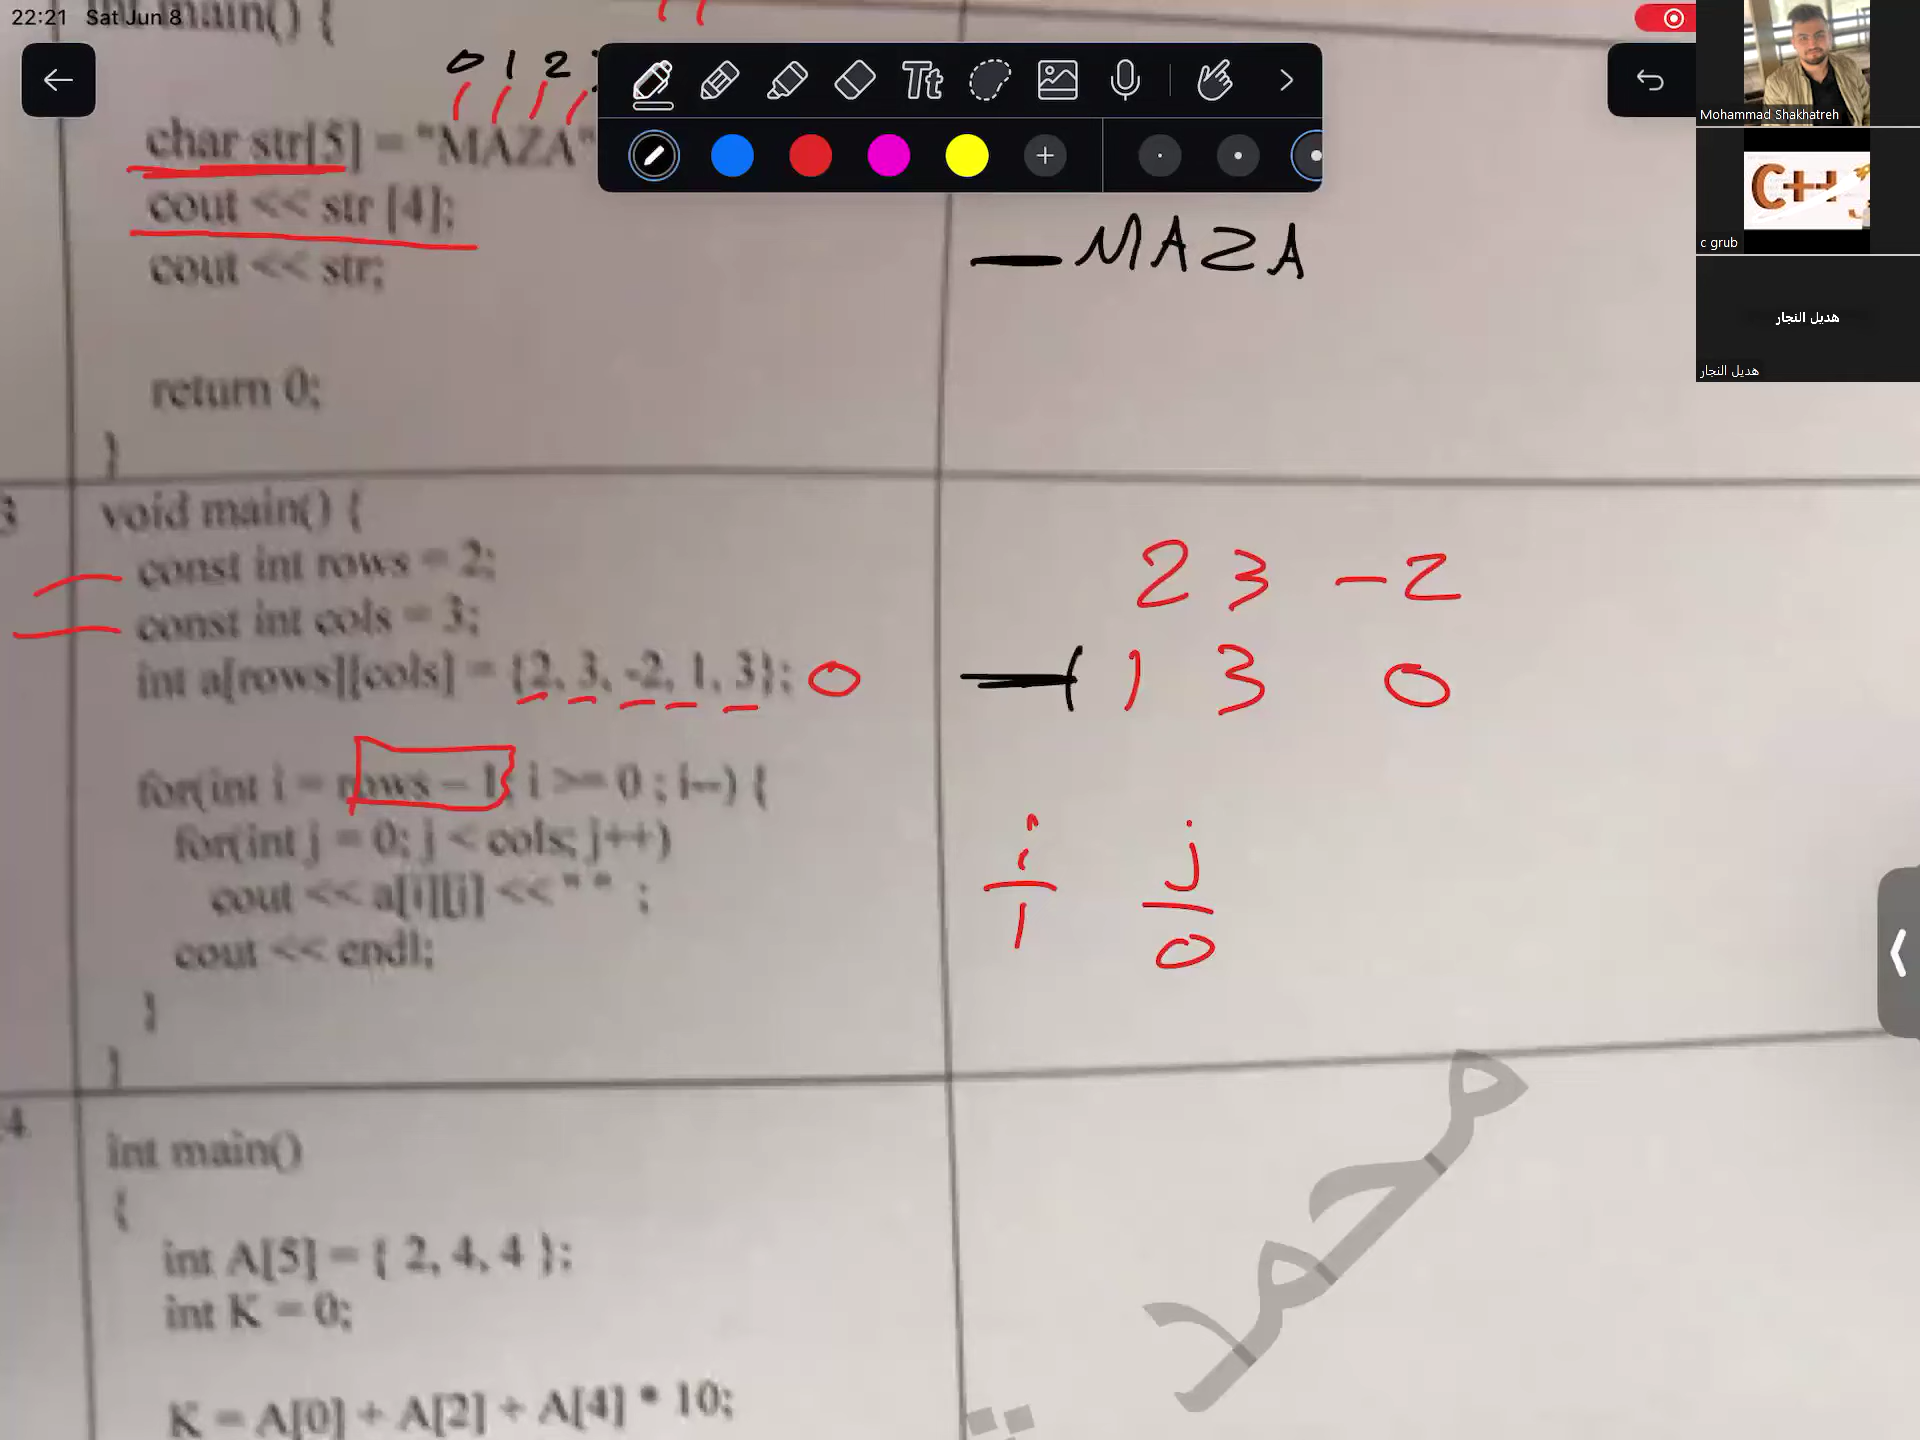 22:21 Sat Jun 8
main() {
0 1 2
Tt
char str[5] = "MAZA"
cout << str [4];
cout << str;
MAZA
return 0;
}
3
void main() {
const int rows = 2;
const int cols = 3;
int a[rows][cols] = {2, 3, -2, 1, 3}; 0
2 3 -2
1 3 0
for(int i = rows – 1; i >= 0 ; i--) {
for(int j = 0; j < cols; j++)
cout << a[i][j] << " " ;
cout << endl;
}
}
i j
1 0
4
int main()
{
int A[5] = { 2, 4, 4 };
int K = 0;
K = A[0] + A[2] + A[4] * 10;
محمد
Mohammad Shakhatreh
C++
c grub
هديل النجار
هديل النجار